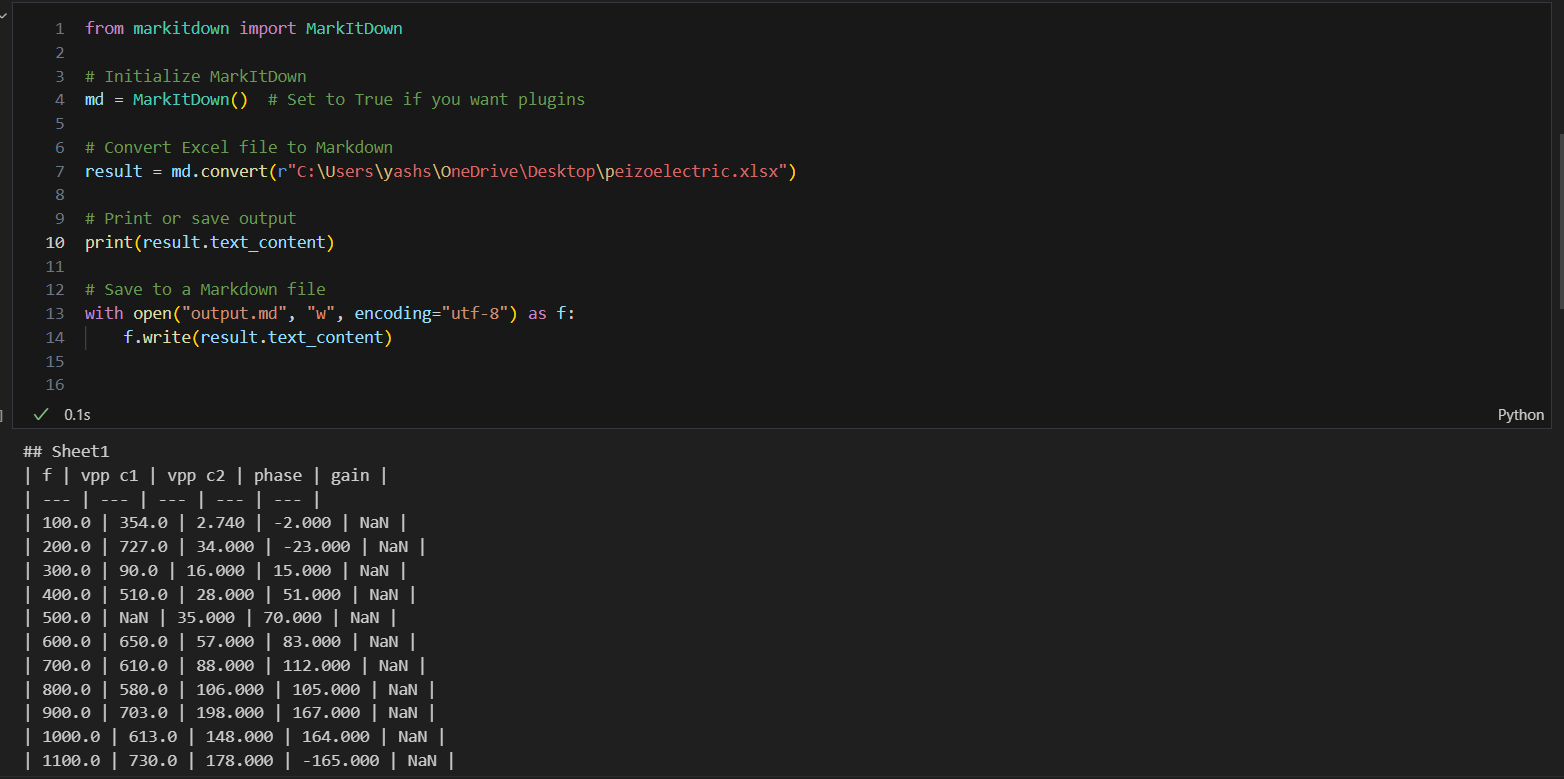 1 from markitdown import MarkItDown
2
3 # Initialize MarkItDown
4 md = MarkItDown()  # Set to True if you want plugins
5
6 # Convert Excel file to Markdown
7 result = md.convert(r"C:\Users\yashs\OneDrive\Desktop\peizoelectric.xlsx")
8
9 # Print or save output
10 print(result.text_content)
11
12 # Save to a Markdown file
13 with open("output.md", "w", encoding="utf-8") as f:
14     f.write(result.text_content)
15
16
] ✓ 0.1s Python
## Sheet1
| f | vpp c1 | vpp c2 | phase | gain |
| --- | --- | --- | --- | --- |
| 100.0 | 354.0 | 2.740 | -2.000 | NaN |
| 200.0 | 727.0 | 34.000 | -23.000 | NaN |
| 300.0 | 90.0 | 16.000 | 15.000 | NaN |
| 400.0 | 510.0 | 28.000 | 51.000 | NaN |
| 500.0 | NaN | 35.000 | 70.000 | NaN |
| 600.0 | 650.0 | 57.000 | 83.000 | NaN |
| 700.0 | 610.0 | 88.000 | 112.000 | NaN |
| 800.0 | 580.0 | 106.000 | 105.000 | NaN |
| 900.0 | 703.0 | 198.000 | 167.000 | NaN |
| 1000.0 | 613.0 | 148.000 | 164.000 | NaN |
| 1100.0 | 730.0 | 178.000 | -165.000 | NaN |